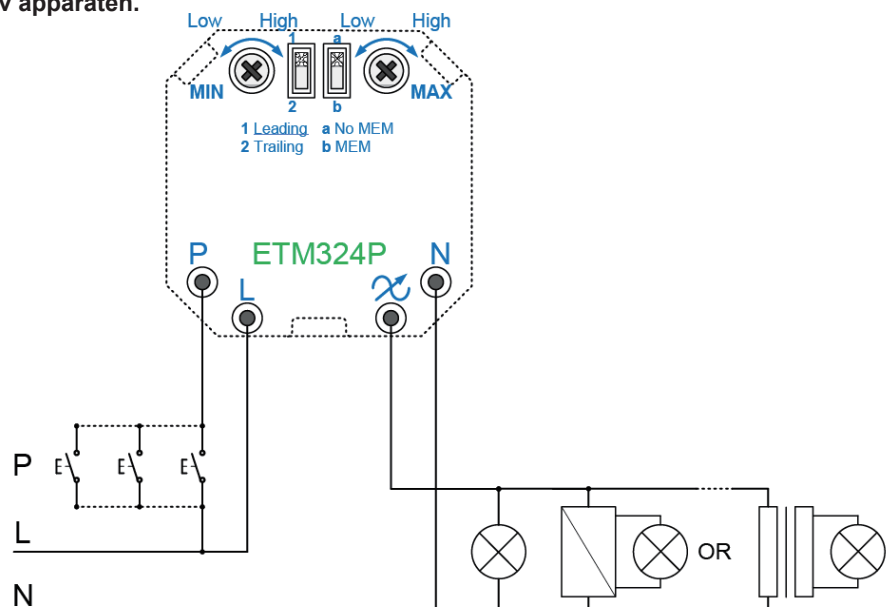 apparaten.
Low High Low High
1 a
MIN MAX
2 b
1 Leading a No MEM
2 Trailing b MEM
P ETM324P N
L
P
L
OR
N